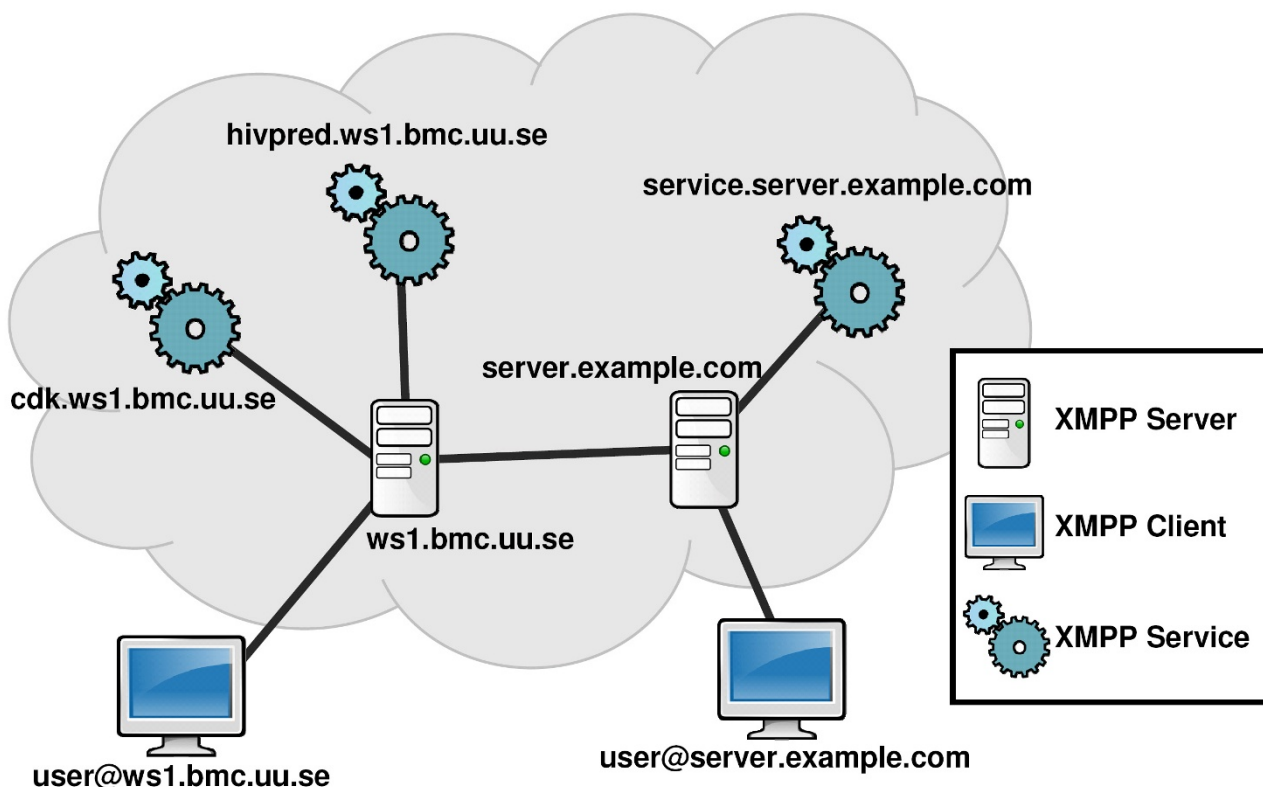 hivpred.ws1.bmc.uu.se
service.server.example.com
cdk.ws1.bmc.uu.se
server.example.com
ws1.bmc.uu.se
user@ws1.bmc.uu.se
user@server.example.com
XMPP Server
XMPP Client
XMPP Service